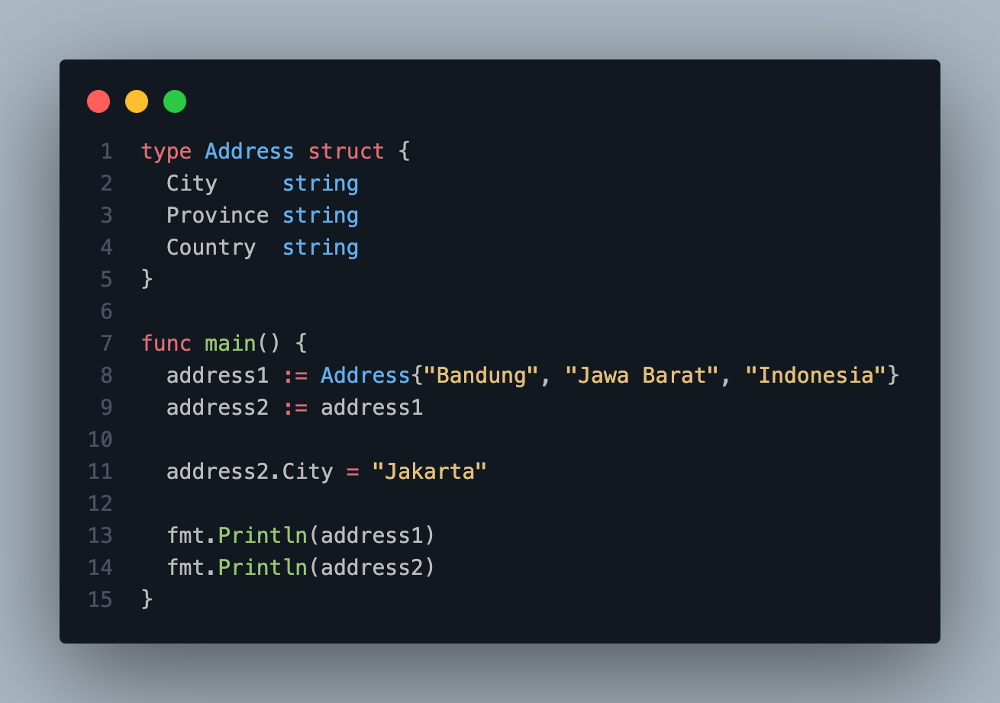 1 type Address struct {
2   City     string
3   Province string
4   Country  string
5 }
6
7 func main() {
8   address1 := Address{"Bandung", "Jawa Barat", "Indonesia"}
9   address2 := address1
10
11   address2.City = "Jakarta"
12
13   fmt.Println(address1)
14   fmt.Println(address2)
15 }